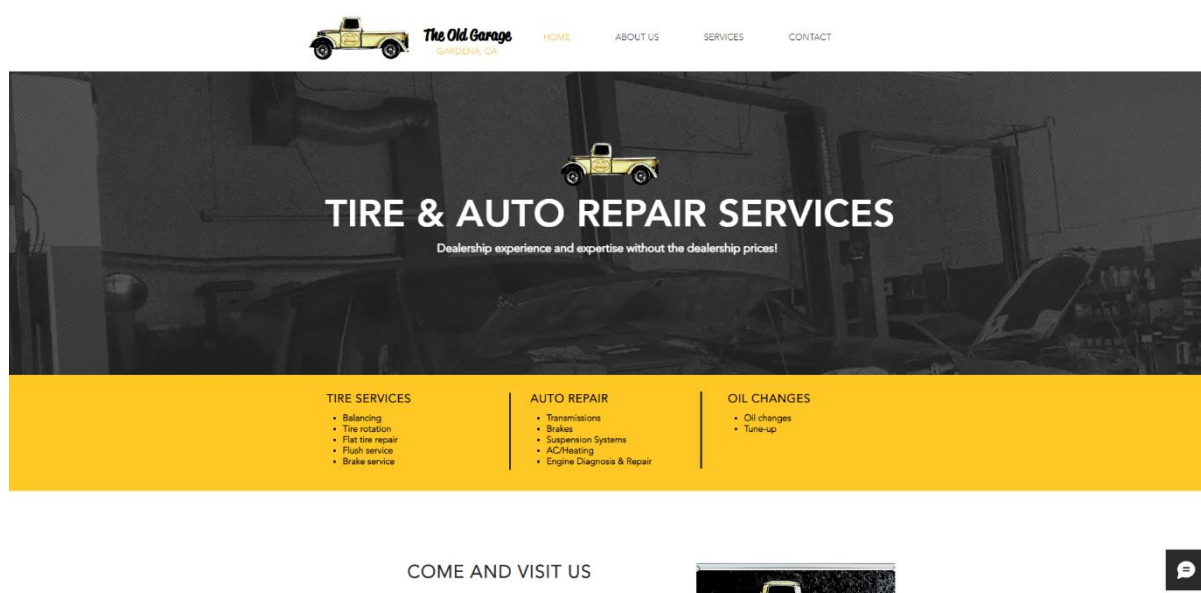 The Old Garage
GARDENA, CA
HOME
ABOUT US
SERVICES
CONTACT
TIRE & AUTO REPAIR SERVICES
Dealership experience and expertise without the dealership prices!
TIRE SERVICES
• Balancing
• Tire rotation
• Flat tire repair
• Flush service
• Brake service
AUTO REPAIR
• Transmissions
• Brakes
• Suspension Systems
• AC/Heating
• Engine Diagnosis & Repair
OIL CHANGES
• Oil changes
• Tune-up
COME AND VISIT US